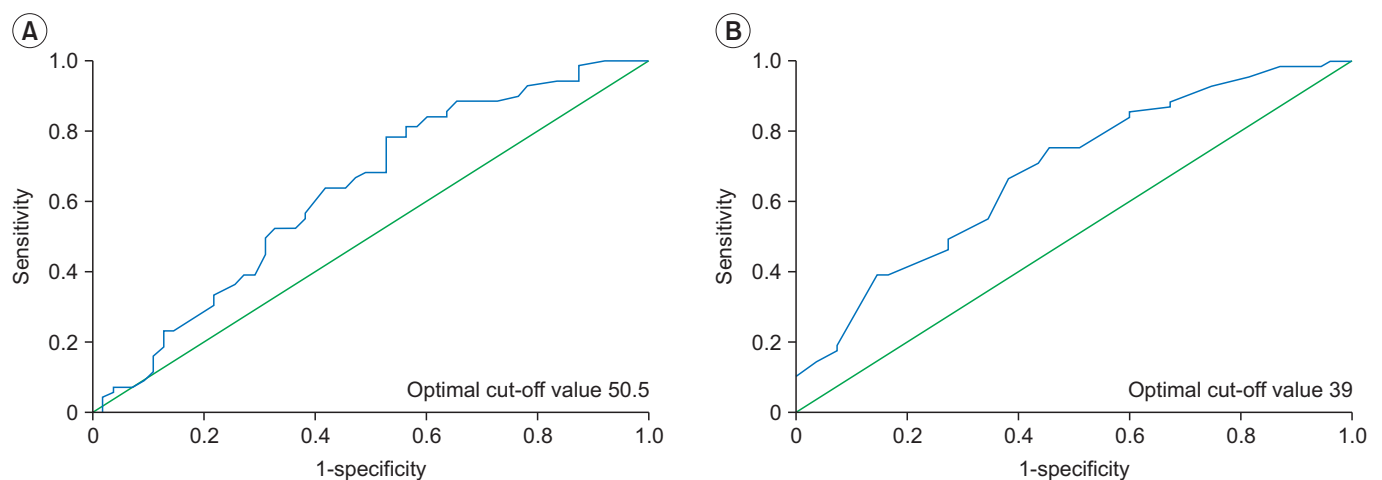 A
1.0
0.8
0.6
0.4
0.2
0
Sensitivity
Optimal cut-off value 50.5
0 0.2 0.4 0.6 0.8 1.0
1-specificity
B
1.0
0.8
0.6
0.4
0.2
0
Sensitivity
Optimal cut-off value 39
0 0.2 0.4 0.6 0.8 1.0
1-specificity